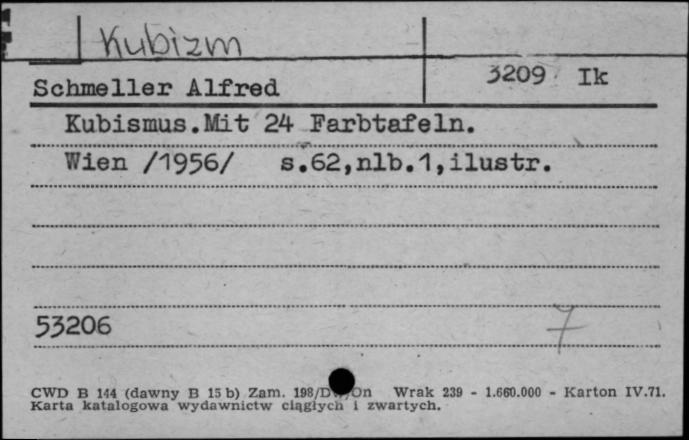 Kubizm
Schmeller Alfred 3209 Ik
Kubismus.Mit 24 Farbtafeln.
Wien /1956/ s.62,nlb.1,ilustr.
53206 7
CWD B 144 (dawny B 15 b) Zam. 198/ Wrak 239 - 1.660.000 - Karton IV.71.
Karta katalogowa wydawnictw ciągłych i zwartych.